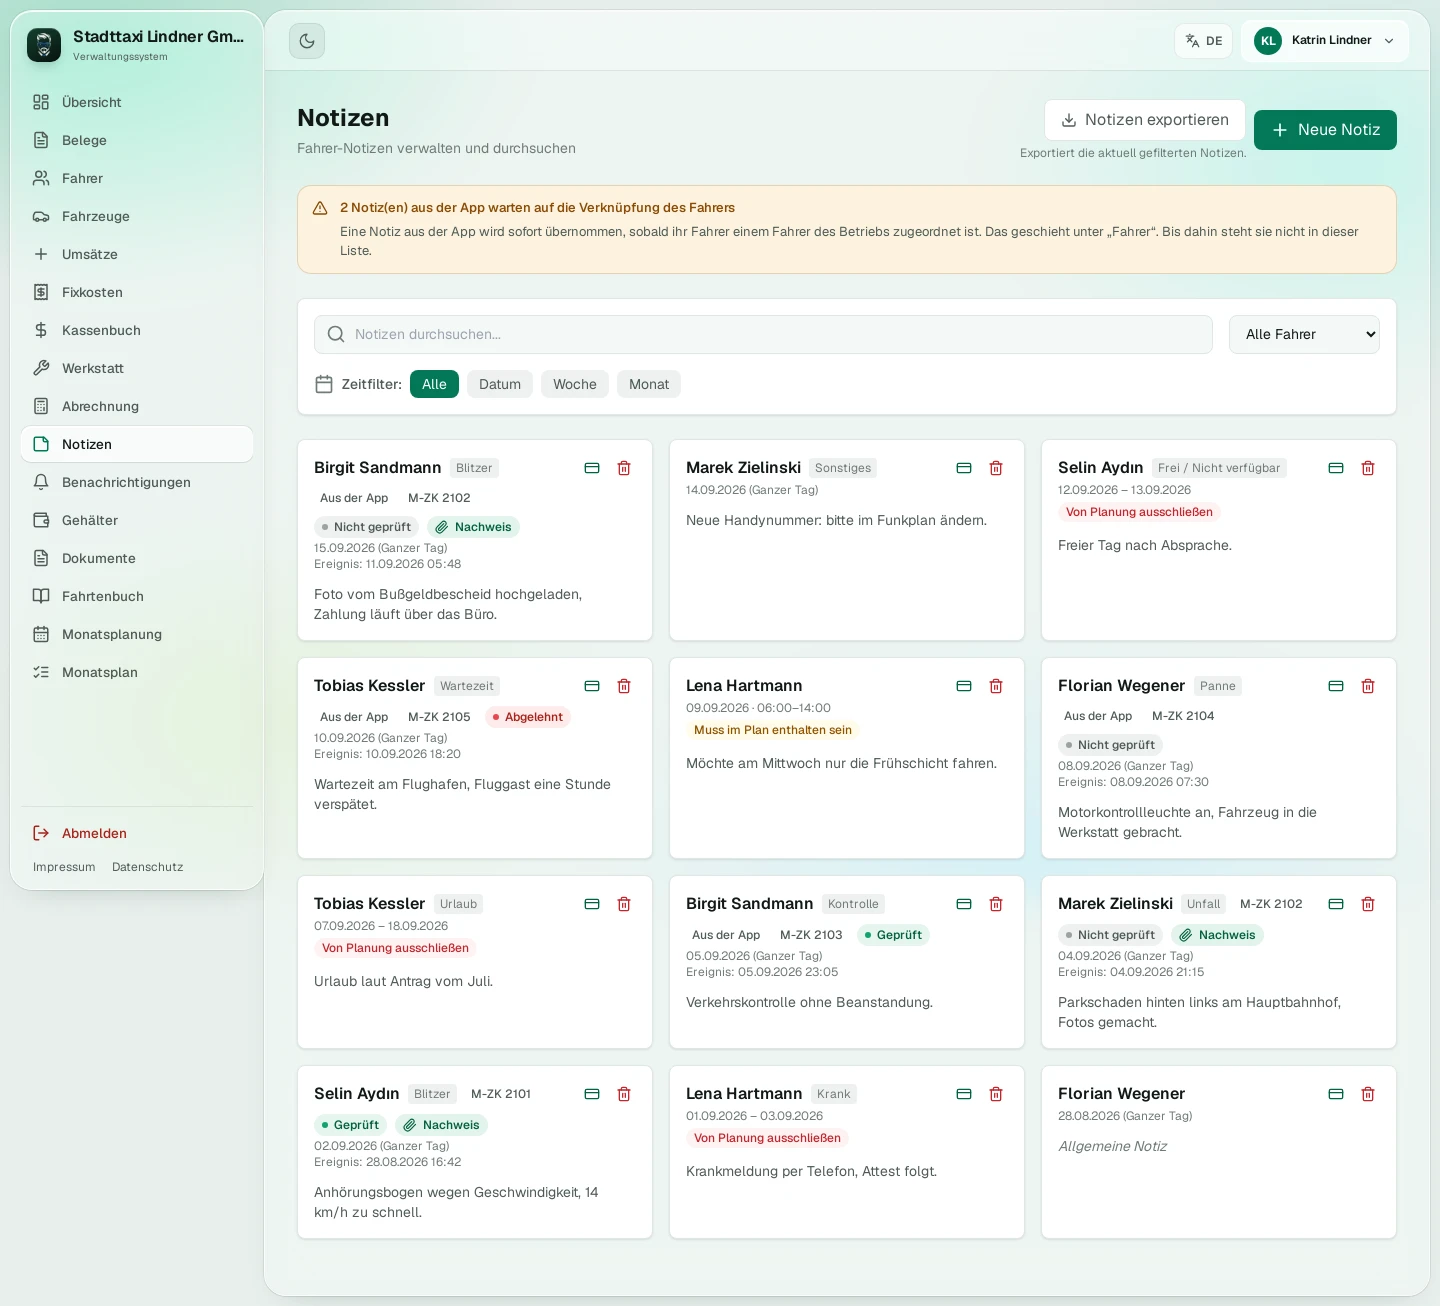 Stadttaxi Lindner Gm...
Verwaltungssystem
Übersicht
Belege
Fahrer
Fahrzeuge
Umsätze
Fixkosten
Kassenbuch
Werkstatt
Abrechnung
Notizen
Benachrichtigungen
Gehälter
Dokumente
Fahrtenbuch
Monatsplanung
Monatsplan
Abmelden
Impressum Datenschutz
DE
KL Katrin Lindner
Notizen
Fahrer-Notizen verwalten und durchsuchen
Notizen exportieren
Exportiert die aktuell gefilterten Notizen.
Neue Notiz
2 Notiz(en) aus der App warten auf die Verknüpfung des Fahrers
Eine Notiz aus der App wird sofort übernommen, sobald ihr Fahrer einem Fahrer des Betriebs zugeordnet ist. Das geschieht unter „Fahrer“. Bis dahin steht sie nicht in dieser
Liste.
Notizen durchsuchen...
Alle Fahrer
Zeitfilter: Alle Datum Woche Monat
Birgit Sandmann Blitzer
Aus der App M-ZK 2102
Nicht geprüft Nachweis
15.09.2026 (Ganzer Tag)
Ereignis: 11.09.2026 05:48
Foto vom Bußgeldbescheid hochgeladen,
Zahlung läuft über das Büro.
Marek Zielinski Sonstiges
14.09.2026 (Ganzer Tag)
Neue Handynummer: bitte im Funkplan ändern.
Selin Aydın Frei / Nicht verfügbar
12.09.2026 – 13.09.2026
Von Planung ausschließen
Freier Tag nach Absprache.
Tobias Kessler Wartezeit
Aus der App M-ZK 2105 Abgelehnt
10.09.2026 (Ganzer Tag)
Ereignis: 10.09.2026 18:20
Wartezeit am Flughafen, Fluggast eine Stunde
verspätet.
Lena Hartmann
09.09.2026 · 06:00–14:00
Muss im Plan enthalten sein
Möchte am Mittwoch nur die Frühschicht fahren.
Florian Wegener Panne
Aus der App M-ZK 2104
Nicht geprüft
08.09.2026 (Ganzer Tag)
Ereignis: 08.09.2026 07:30
Motorkontrollleuchte an, Fahrzeug in die
Werkstatt gebracht.
Tobias Kessler Urlaub
07.09.2026 – 18.09.2026
Von Planung ausschließen
Urlaub laut Antrag vom Juli.
Birgit Sandmann Kontrolle
Aus der App M-ZK 2103 Geprüft
05.09.2026 (Ganzer Tag)
Ereignis: 05.09.2026 23:05
Verkehrskontrolle ohne Beanstandung.
Marek Zielinski Unfall M-ZK 2102
Nicht geprüft Nachweis
04.09.2026 (Ganzer Tag)
Ereignis: 04.09.2026 21:15
Parkschaden hinten links am Hauptbahnhof,
Fotos gemacht.
Selin Aydın Blitzer M-ZK 2101
Geprüft Nachweis
02.09.2026 (Ganzer Tag)
Ereignis: 28.08.2026 16:42
Anhörungsbogen wegen Geschwindigkeit, 14
km/h zu schnell.
Lena Hartmann Krank
01.09.2026 – 03.09.2026
Von Planung ausschließen
Krankmeldung per Telefon, Attest folgt.
Florian Wegener
28.08.2026 (Ganzer Tag)
Allgemeine Notiz